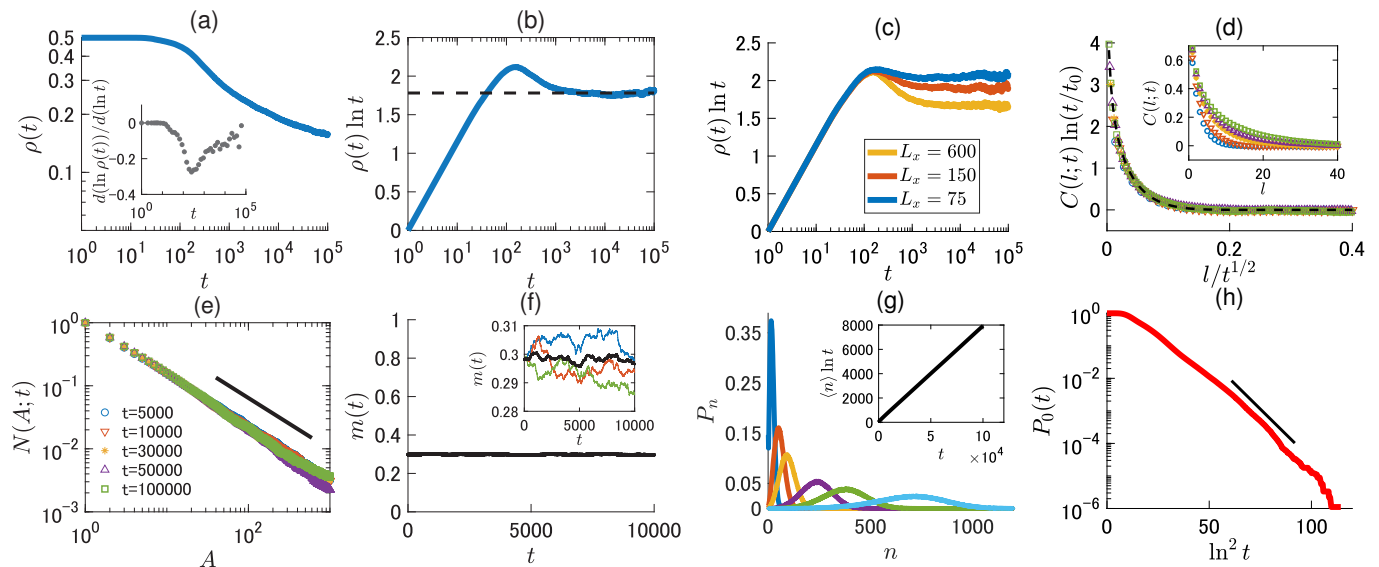 (a)
0.5
0.3
0.2
0.1
ρ(t)
d(ln ρ(t))/d(ln t)
0
−0.2
−0.4
10^0 t 10^5
10^0 10^1 10^2 10^3 10^4 10^5
t
(b)
2.5
2
1.5
1
0.5
0
ρ(t) ln t
10^0 10^1 10^2 10^3 10^4 10^5
t
(c)
2.5
2
1.5
1
0.5
0
ρ(t) ln t
L_x = 600
L_x = 150
L_x = 75
10^0 10^1 10^2 10^3 10^4 10^5
t
(d)
4
3
2
1
0
C(l; t) ln(t/t_0)
0.6
0.4
0.2
0
C(l; t)
0 20 40
l
0 0.2 0.4
l/t^{1/2}
(e)
10^0
10^-1
10^-2
10^-3
N(A; t)
t=5000
t=10000
t=30000
t=50000
t=100000
10^0 10^2
A
(f)
1
0.8
0.6
0.4
0.2
0
m(t)
0.31
0.30
0.29
0.28
m(t)
0 5000 10000
t
0 5000 10000
t
(g)
0.35
0.25
0.15
0.05
0
P_n
8000
6000
4000
2000
0
⟨n⟩ ln t
0 5 10
t ×10^4
0 500 1000
n
(h)
10^0
10^-2
10^-4
10^-6
P_0(t)
0 50 100
ln^2 t